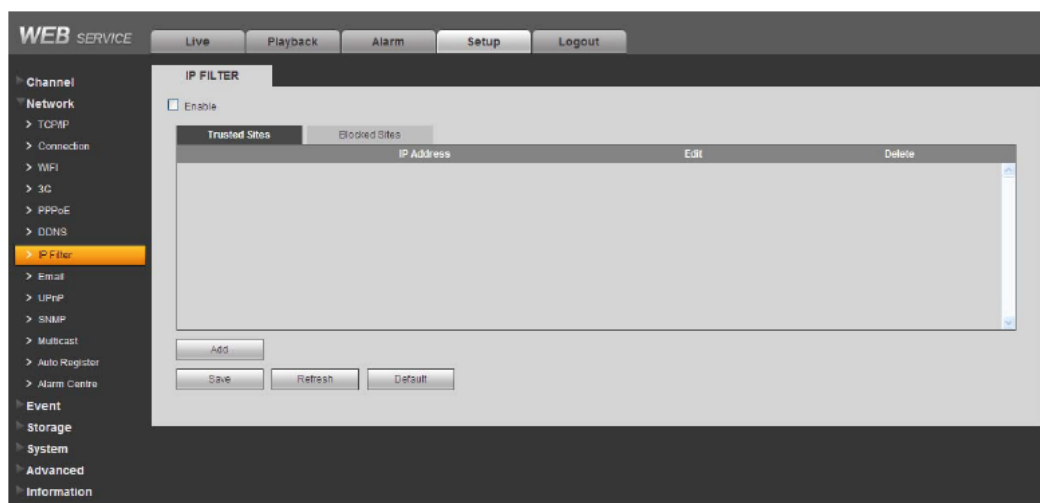 WEB SERVICE
Live Playback Alarm Setup Logout
Channel
Network
TCP/IP
Connection
WIFI
3G
PPPoE
DDNS
IP Filter
Email
UPnP
SNMP
Multicast
Auto Register
Alarm Centre
Event
Storage
System
Advanced
Information
IP FILTER
Enable
Trusted Sites Blocked Sites
IP Address Edit Delete
Add
Save Refresh Default